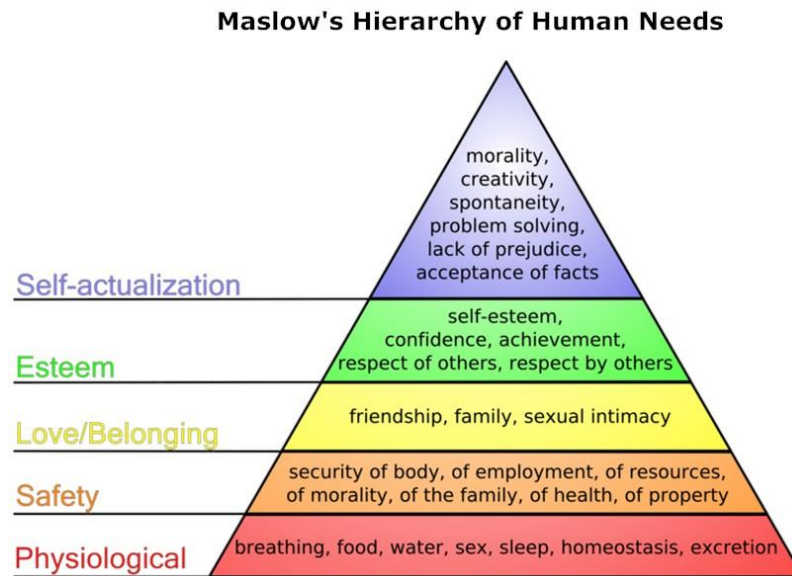 Maslow's Hierarchy of Human Needs
morality,
creativity,
spontaneity,
problem solving,
lack of prejudice,
acceptance of facts
Self-actualization
self-esteem,
confidence, achievement,
respect of others, respect by others
Esteem
friendship, family, sexual intimacy
Love/Belonging
security of body, of employment, of resources,
of morality, of the family, of health, of property
Safety
breathing, food, water, sex, sleep, homeostasis, excretion
Physiological